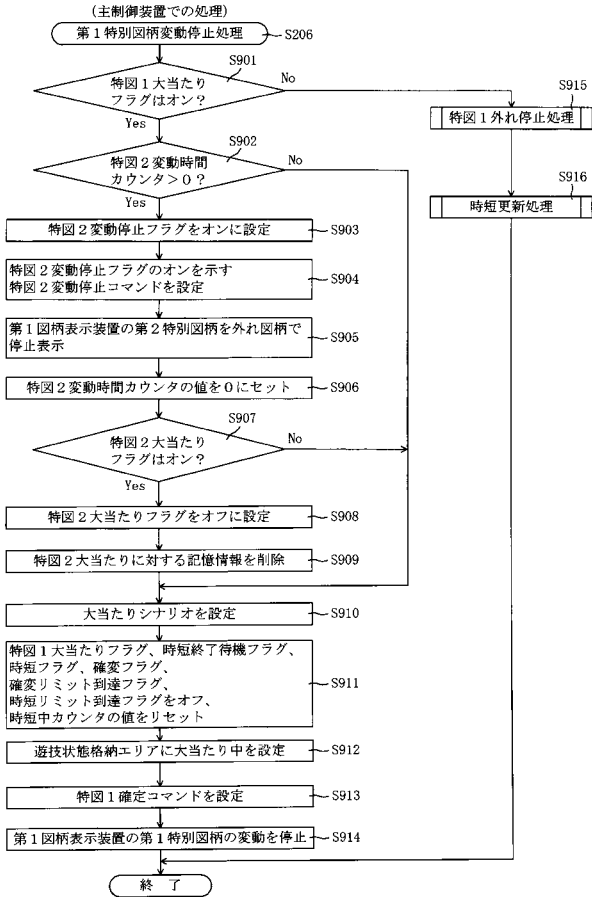 (主制御装置での処理)
第1特別図柄変動停止処理
S206
S901
特図1大当たり
フラグはオン?
No
Yes
S915
特図1外れ停止処理
S916
時短更新処理
S902
特図2変動時間
カウンタ>0?
No
Yes
特図2変動停止フラグをオンに設定
S903
特図2変動停止フラグのオンを示す
特図2変動停止コマンドを設定
S904
第1図柄表示装置の第2特別図柄を外れ図柄で
停止表示
S905
特図2変動時間カウンタの値を0にセット
S906
S907
特図2大当たり
フラグはオン?
No
Yes
特図2大当たりフラグをオフに設定
S908
特図2大当たりに対する記憶情報を削除
S909
大当たりシナリオを設定
S910
特図1大当たりフラグ、時短終了待機フラグ、
時短フラグ、確変フラグ、
確変リミット到達フラグ、
時短リミット到達フラグをオフ、
時短中カウンタの値をリセット
S911
遊技状態格納エリアに大当たり中を設定
S912
特図1確定コマンドを設定
S913
第1図柄表示装置の第1特別図柄の変動を停止
S914
終 了